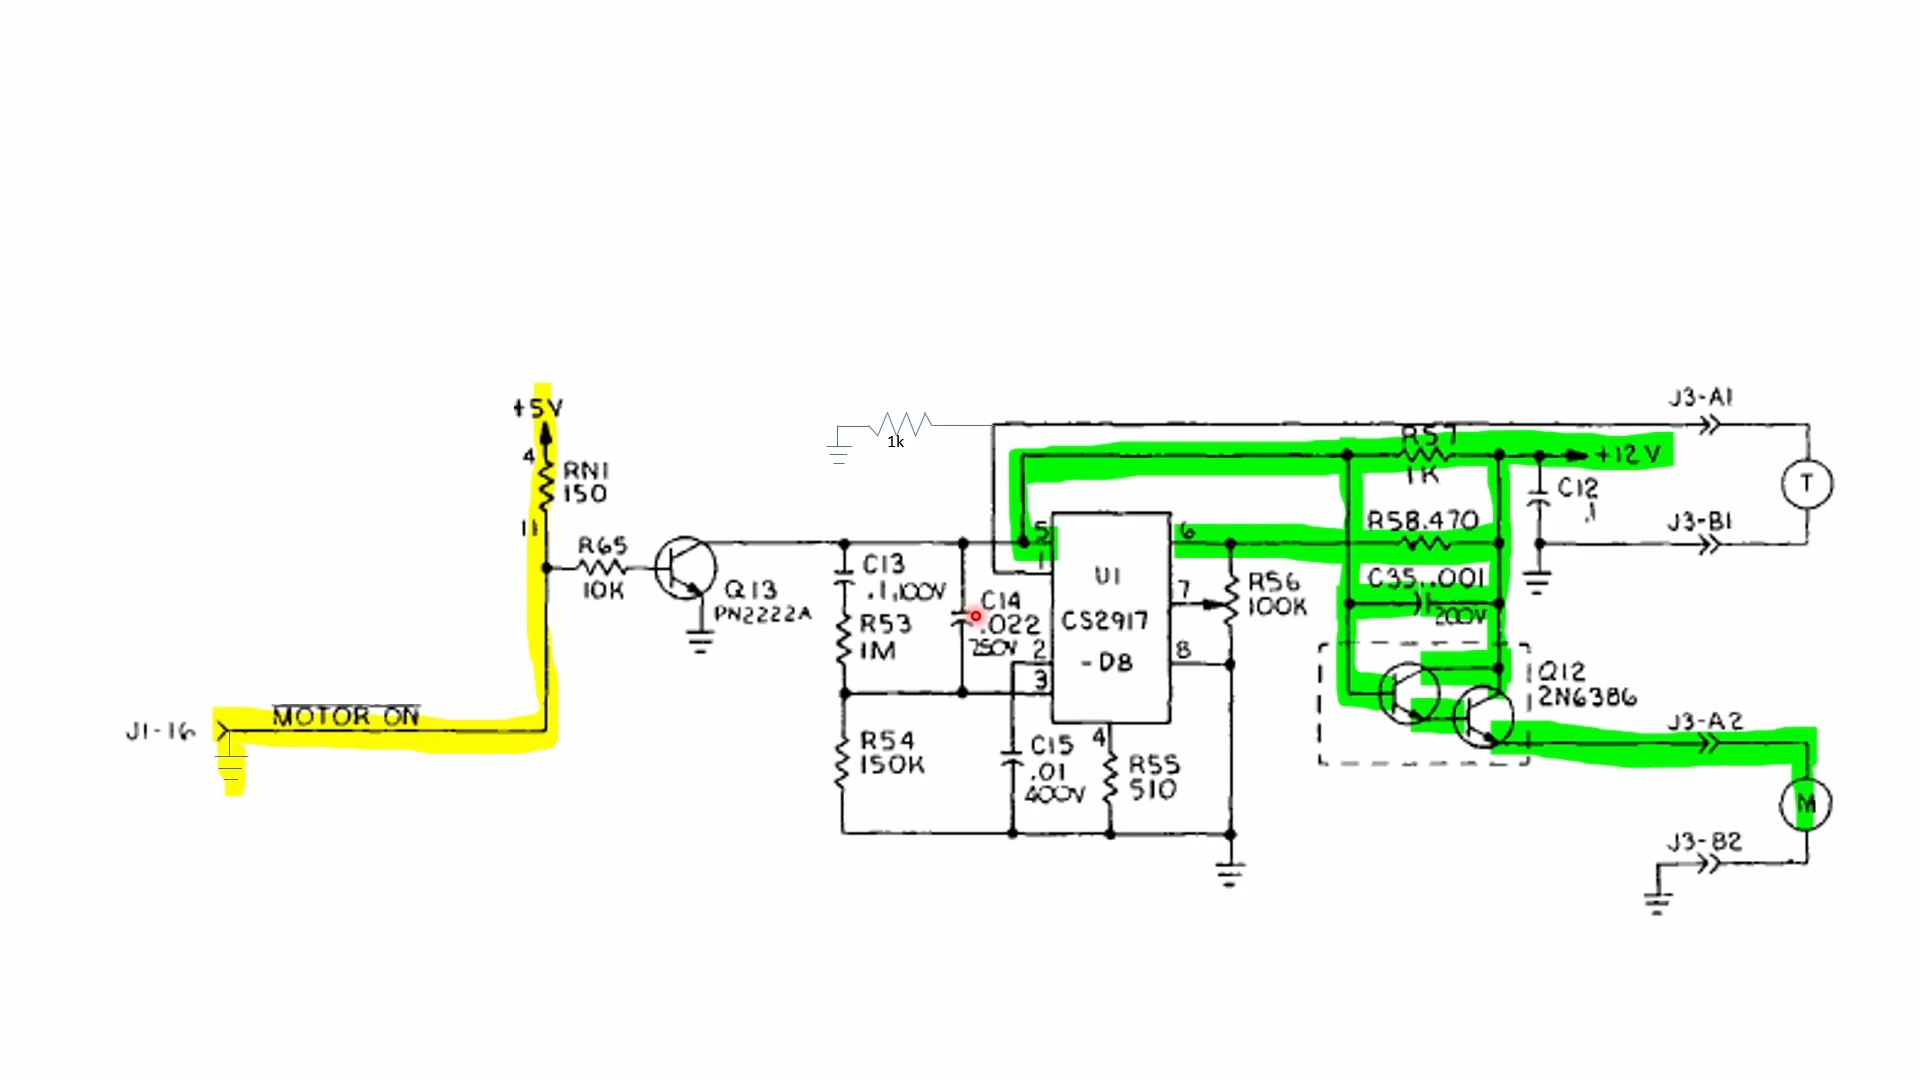 +5V
4
RN1
150
11
R65
10K
Q13
PN2222A
J1-16
MOTOR ON
1k
C13
.1,100V
R53
1M
C14
.022
250V
R54
150K
C15
.01
400V
R55
510
5
1
2
3
4
6
7
8
U1
CS2917
-D8
R56
100K
R57
1K
+12V
R58.470
C35..001
200V
C12
.1
Q12
2N6386
J3-A1
T
J3-B1
J3-A2
M
J3-B2